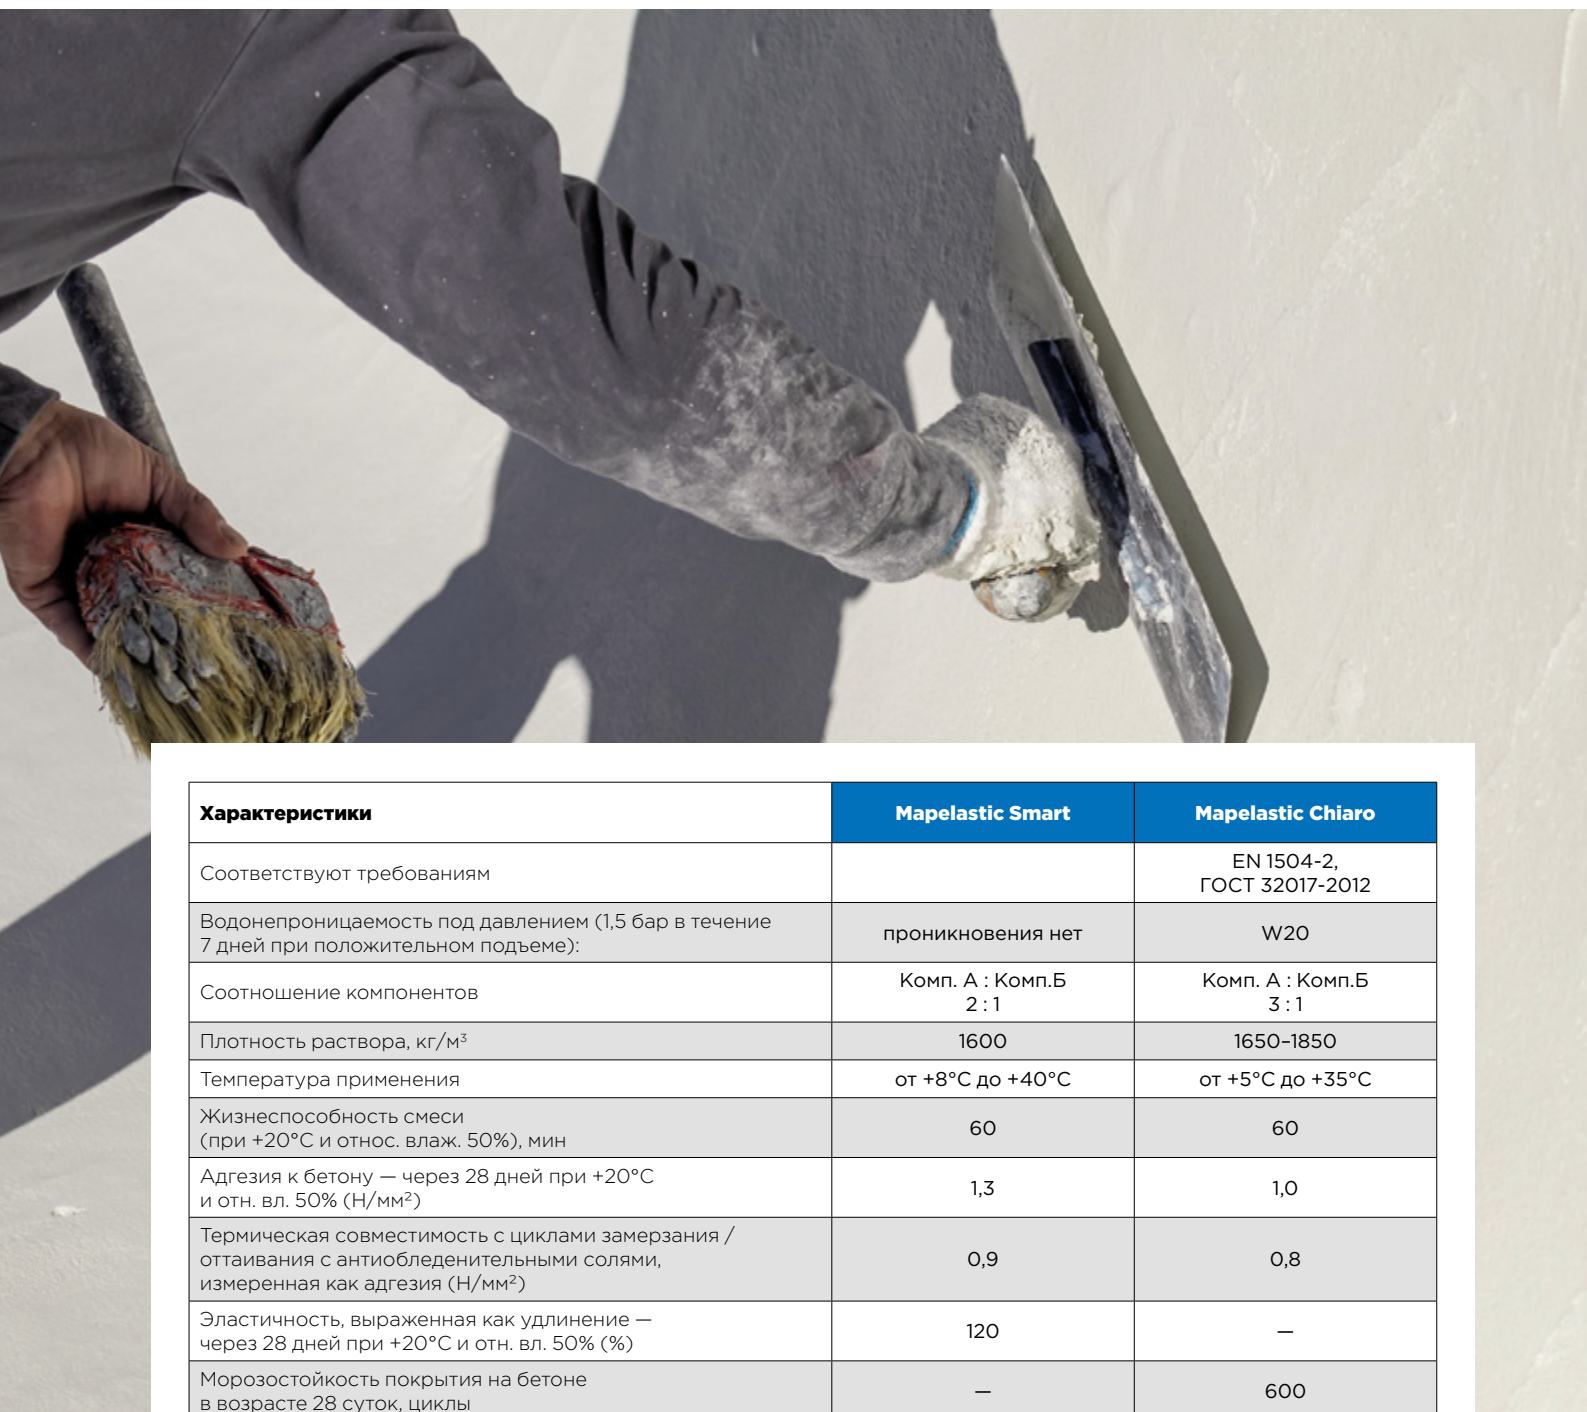 Характеристики
Mapelastic Smart
Mapelastic Chiaro
Соответствуют требованиям
EN 1504-2,
ГОСТ 32017-2012
Водонепроницаемость под давлением (1,5 бар в течение
7 дней при положительном подъеме):
проникновения нет
W20
Соотношение компонентов
Комп. А : Комп.Б
2 : 1
Комп. А : Комп.Б
3 : 1
Плотность раствора, кг/м³
1600
1650–1850
Температура применения
от +8°C до +40°C
от +5°C до +35°C
Жизнеспособность смеси
(при +20°C и относ. влаж. 50%), мин
60
60
Адгезия к бетону — через 28 дней при +20°C
и отн. вл. 50% (Н/мм²)
1,3
1,0
Термическая совместимость с циклами замерзания /
оттаивания с антиобледенительными солями,
измеренная как адгезия (Н/мм²)
0,9
0,8
Эластичность, выраженная как удлинение —
через 28 дней при +20°C и отн. вл. 50% (%)
120
—
Морозостойкость покрытия на бетоне
в возрасте 28 суток, циклы
—
600